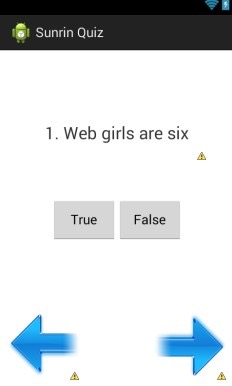 Sunrin Quiz
1. Web girls are six
True
False